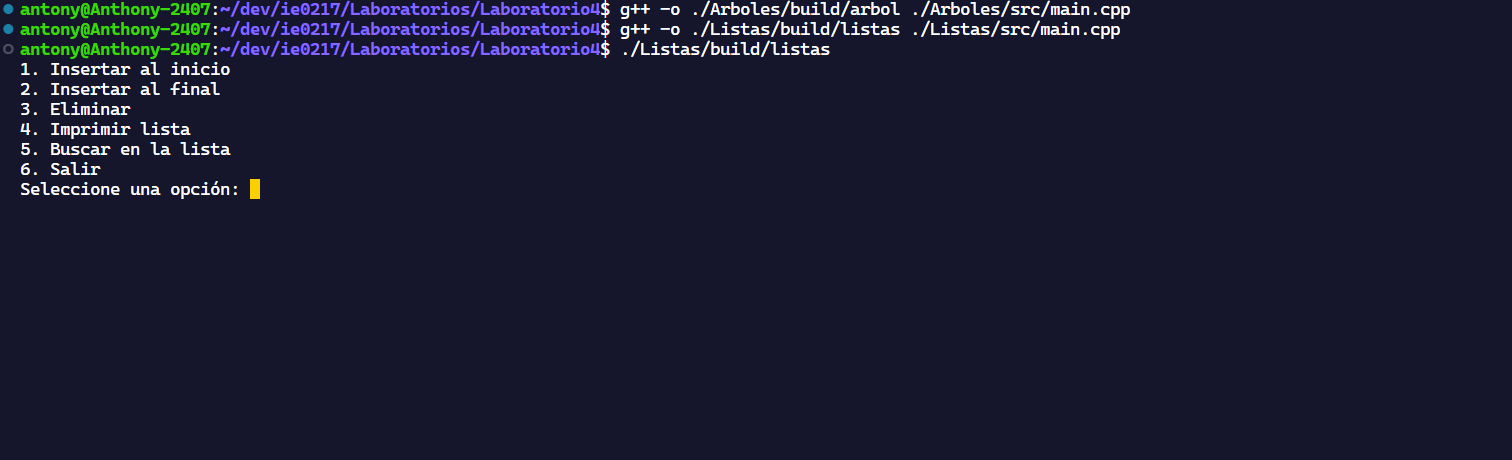 antony@Anthony-2407:~/dev/ie0217/Laboratorios/Laboratorio4$ g++ -o ./Arboles/build/arbol ./Arboles/src/main.cpp
antony@Anthony-2407:~/dev/ie0217/Laboratorios/Laboratorio4$ g++ -o ./Listas/build/listas ./Listas/src/main.cpp
antony@Anthony-2407:~/dev/ie0217/Laboratorios/Laboratorio4$ ./Listas/build/listas
1. Insertar al inicio
2. Insertar al final
3. Eliminar
4. Imprimir lista
5. Buscar en la lista
6. Salir
Seleccione una opción: